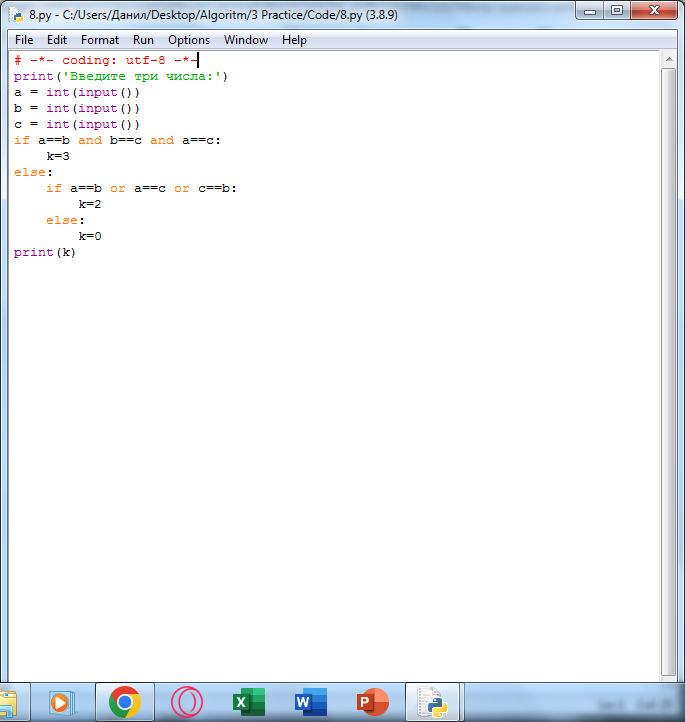 8.py - C:/Users/Данил/Desktop/Algoritm/3 Practice/Code/8.py (3.8.9)
File Edit Format Run Options Window Help
# -*- coding: utf-8 -*-
print('Введите три числа:')
a = int(input())
b = int(input())
c = int(input())
if a==b and b==c and a==c:
    k=3
else:
    if a==b or a==c or c==b:
        k=2
    else:
        k=0
print(k)